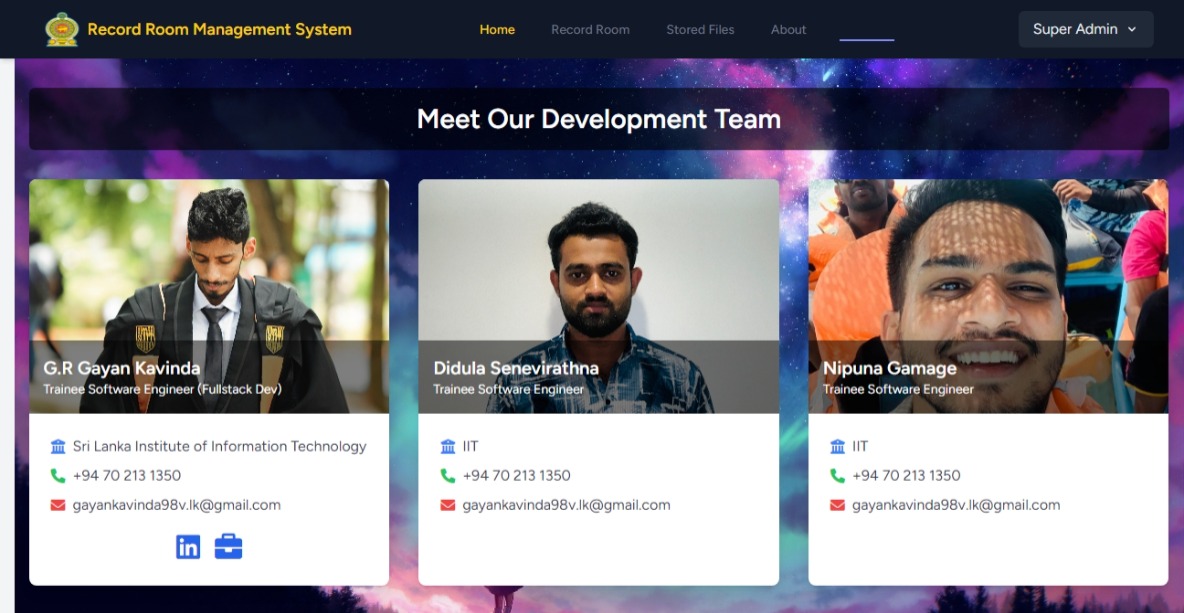 Record Room Management System
Home
Record Room
Stored Files
About
Super Admin
Meet Our Development Team
G.R Gayan Kavinda
Trainee Software Engineer (Fullstack Dev)
Sri Lanka Institute of Information Technology
+94 70 213 1350
gayankavinda98v.lk@gmail.com
in
Didula Senevirathna
Trainee Software Engineer
IIT
+94 70 213 1350
gayankavinda98v.lk@gmail.com
Nipuna Gamage
Trainee Software Engineer
IIT
+94 70 213 1350
gayankavinda98v.lk@gmail.com